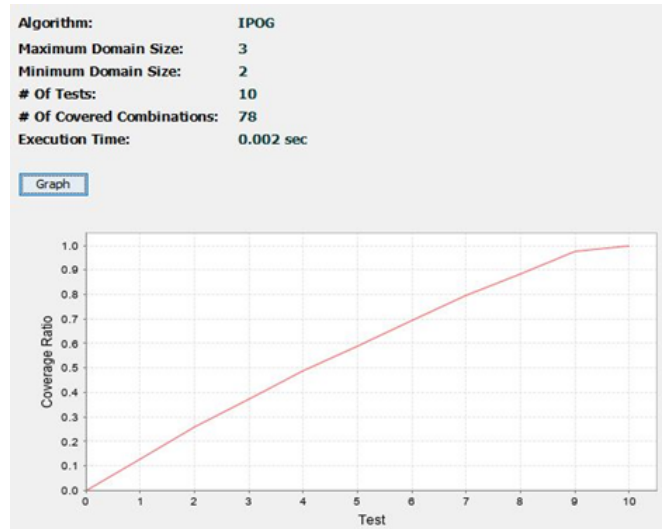 Algorithm: IPOG
Maximum Domain Size: 3
Minimum Domain Size: 2
# Of Tests: 10
# Of Covered Combinations: 78
Execution Time: 0.002 sec
Graph
1.0
0.9
0.8
0.7
0.6
0.5
0.4
0.3
0.2
0.1
0.0
Coverage Ratio
0 1 2 3 4 5 6 7 8 9 10
Test